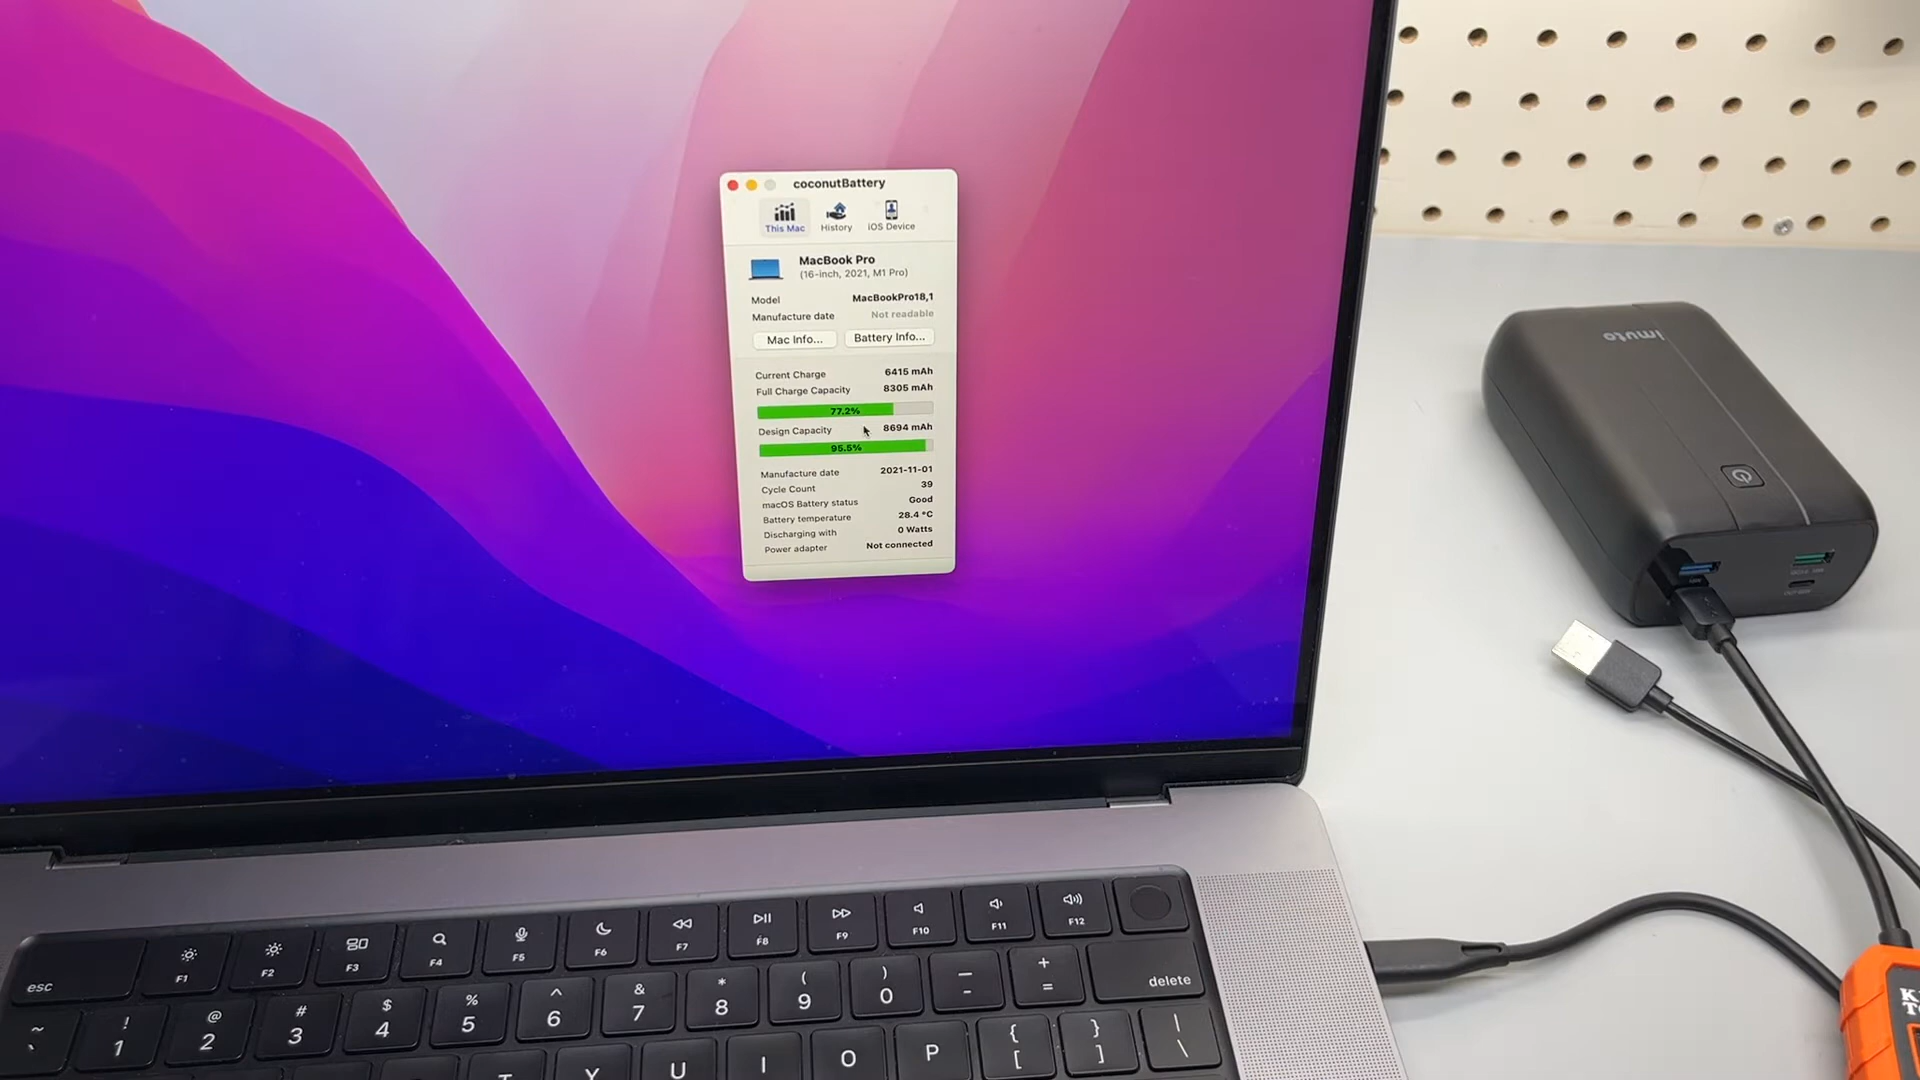 coconutBattery
This Mac
History
iOS Device
MacBook Pro
(16-inch, 2021, M1 Pro)
Model MacBookPro18,1
Manufacture date Not readable
Mac Info... Battery Info...
Current Charge 6415 mAh
Full Charge Capacity 8305 mAh
77.2%
Design Capacity 8694 mAh
95.5%
Manufacture date 2021-11-01
Cycle Count 39
macOS Battery status Good
Battery temperature 28.4 °C
Discharging with 0 Watts
Power adapter Not connected
imuto
esc F1 F2 F3 F4 F5 F6 F7 F8 F9 F10 F11 F12
~ ! @ # $ % ^ & * ( ) — + delete
` 1 2 3 4 5 6 7 8 9 0 - =
T Y U I O P { } |
[ ] \
K
T